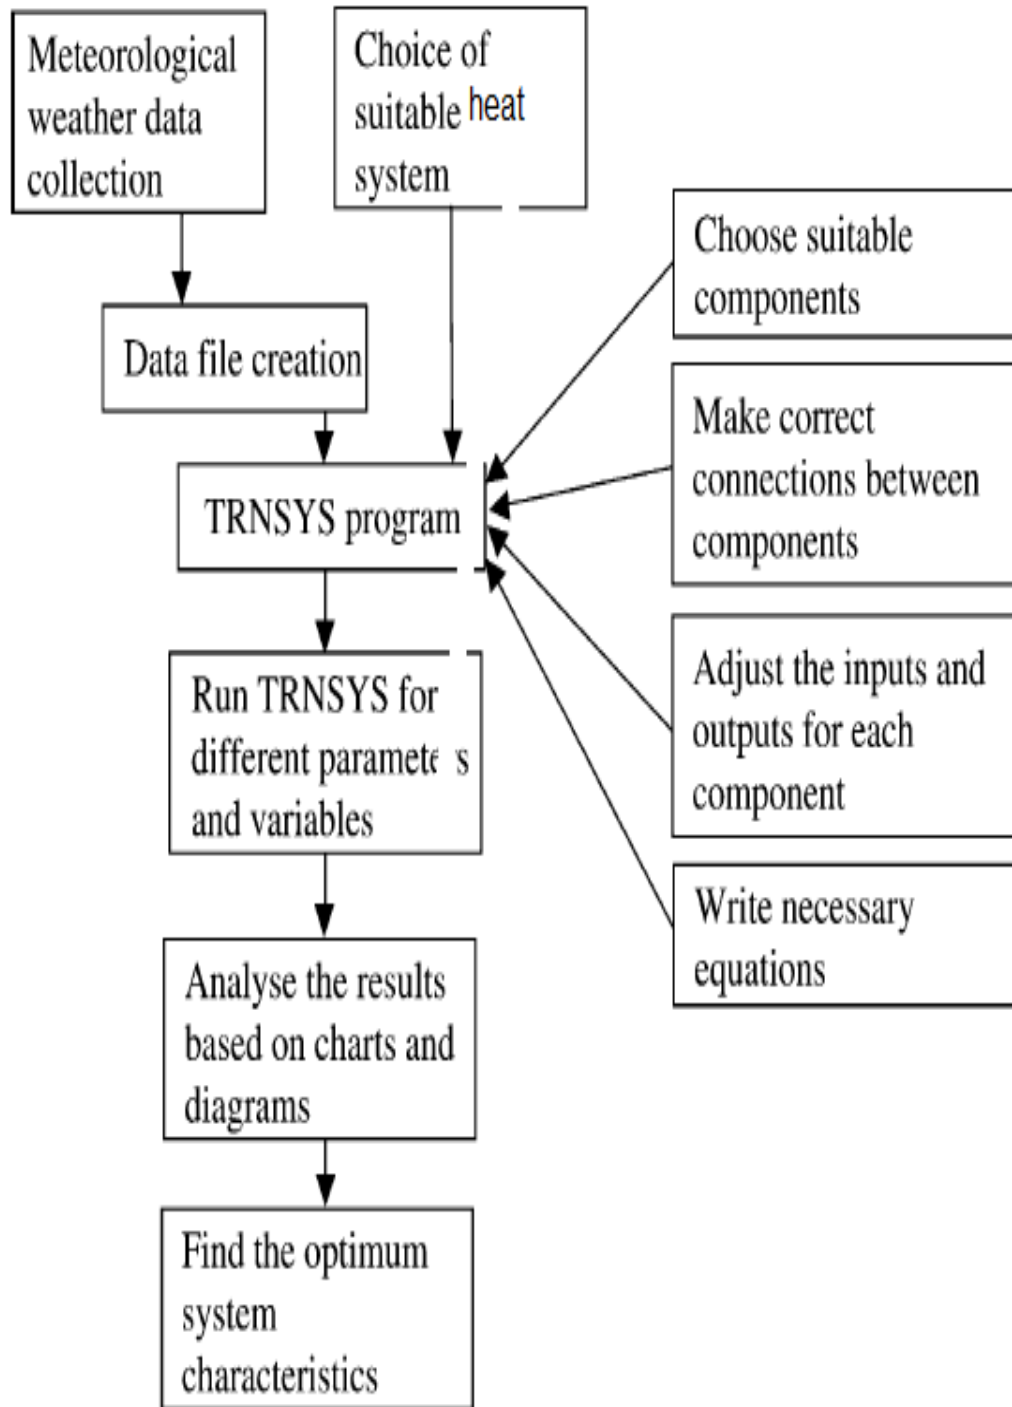 Meteorological
weather data
collection
Choice of
suitable heat
system
Choose suitable
components
Data file creation
Make correct
connections between
components
TRNSYS program
Adjust the inputs and
outputs for each
component
Run TRNSYS for
different parameters
and variables
Write necessary
equations
Analyse the results
based on charts and
diagrams
Find the optimum
system
characteristics